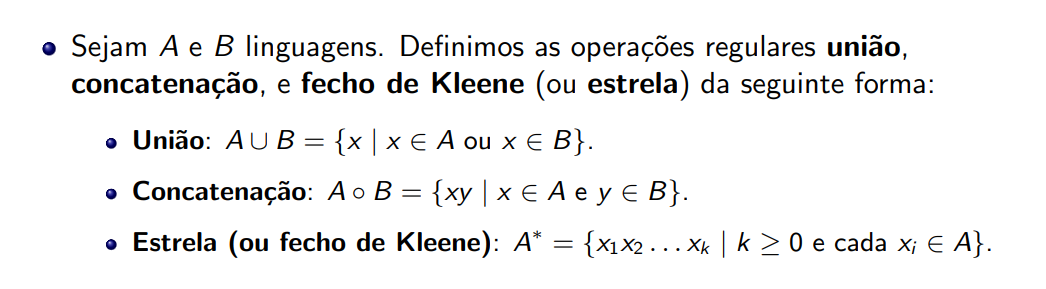 • Sejam A e B linguagens. Definimos as operações regulares união,
concatenação, e fecho de Kleene (ou estrela) da seguinte forma:
• União: A ∪ B = {x | x ∈ A ou x ∈ B}.
• Concatenação: A ∘ B = {xy | x ∈ A e y ∈ B}.
• Estrela (ou fecho de Kleene): A* = {x₁x₂ . . . xₖ | k ≥ 0 e cada xᵢ ∈ A}.